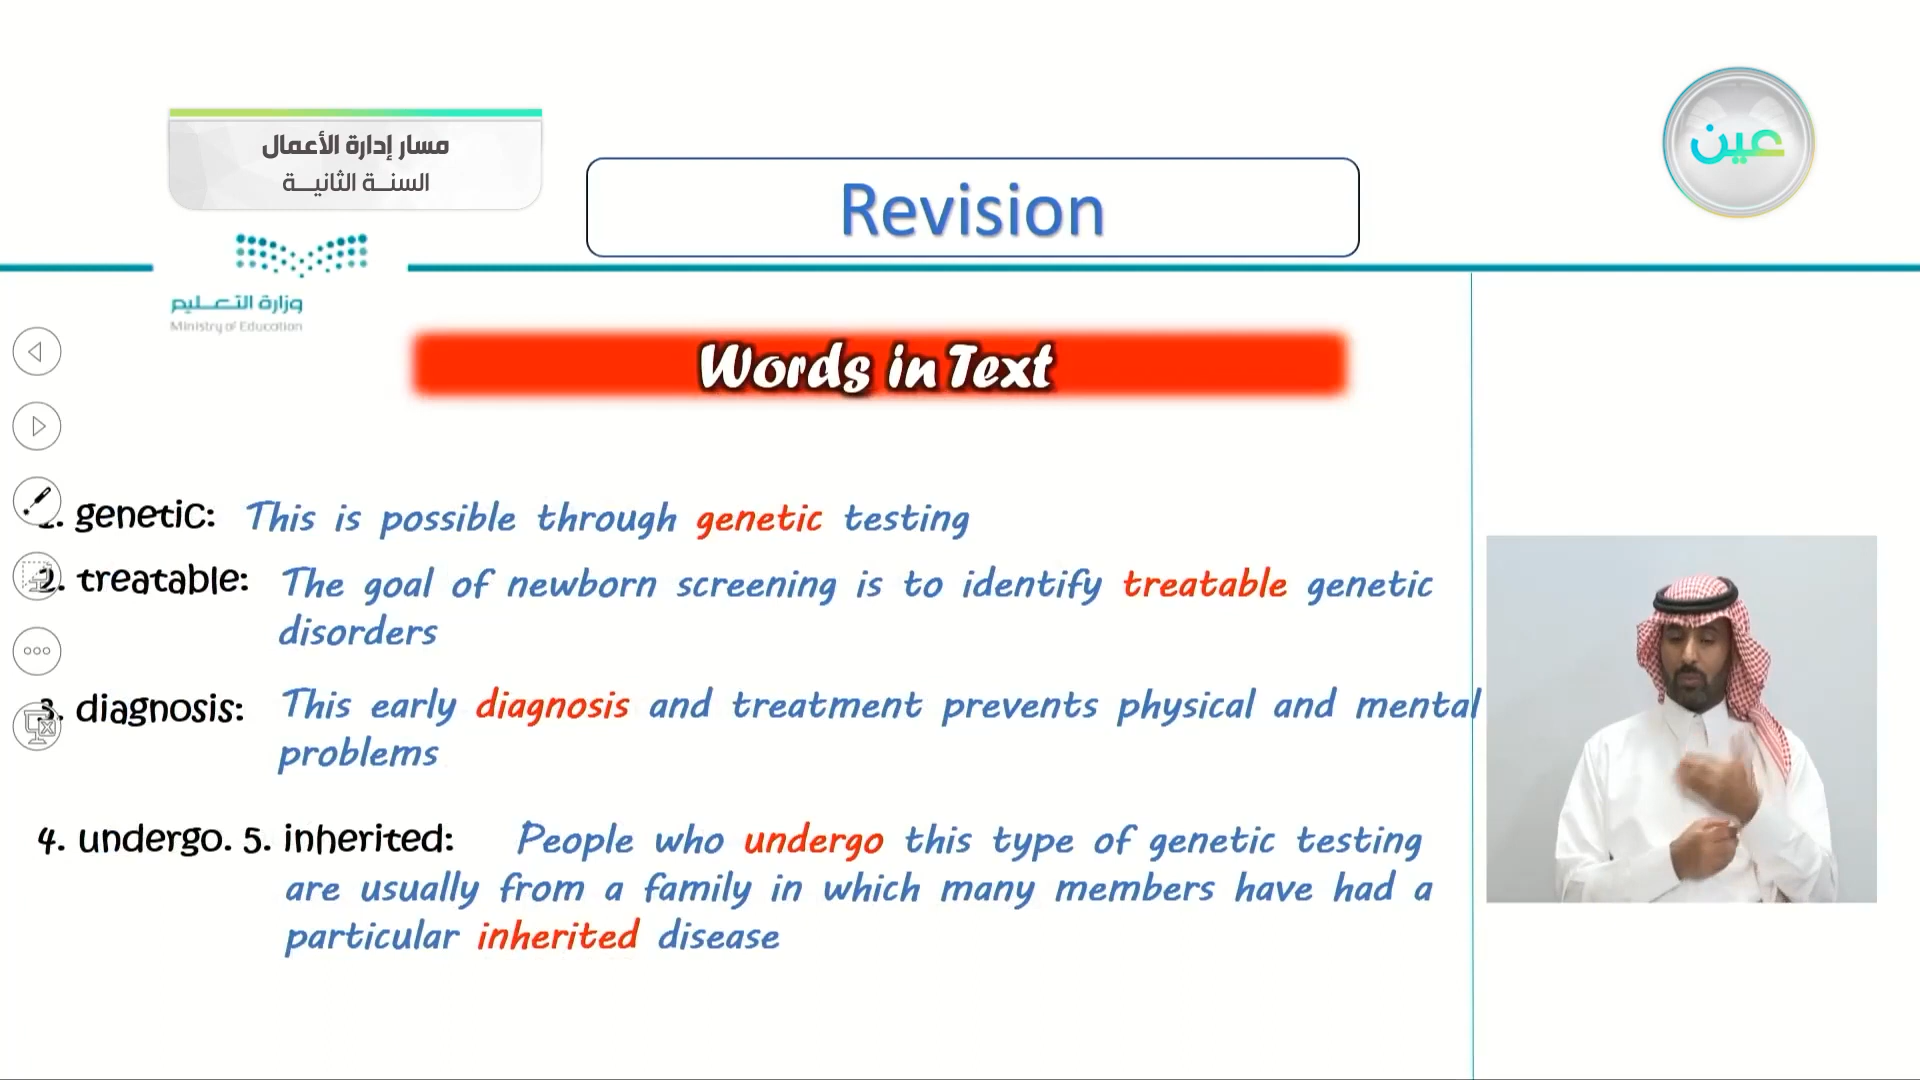 مسار إدارة الأعمال
السنة الثانية
عين
Revision
وزارة التعليم
Ministry of Education
Words in Text
1. genetic: This is possible through genetic testing
2. treatable: The goal of newborn screening is to identify treatable genetic
disorders
3. diagnosis: This early diagnosis and treatment prevents physical and mental
problems
4. undergo. 5. inherited: People who undergo this type of genetic testing
are usually from a family in which many members have had a
particular inherited disease